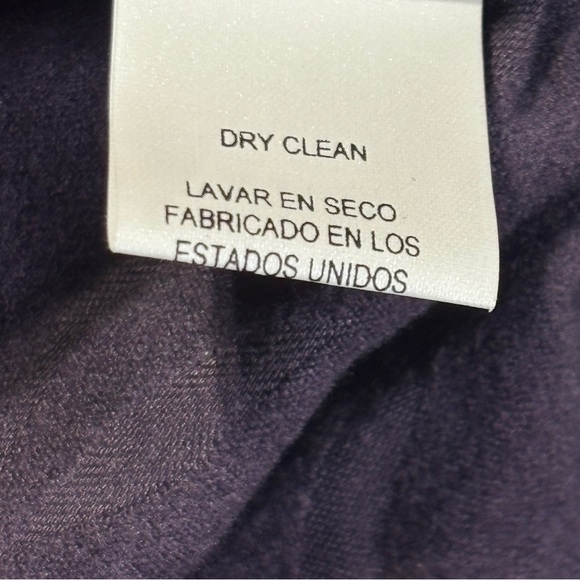 DRY CLEAN
LAVAR EN SECO
FABRICADO EN LOS
ESTADOS UNIDOS